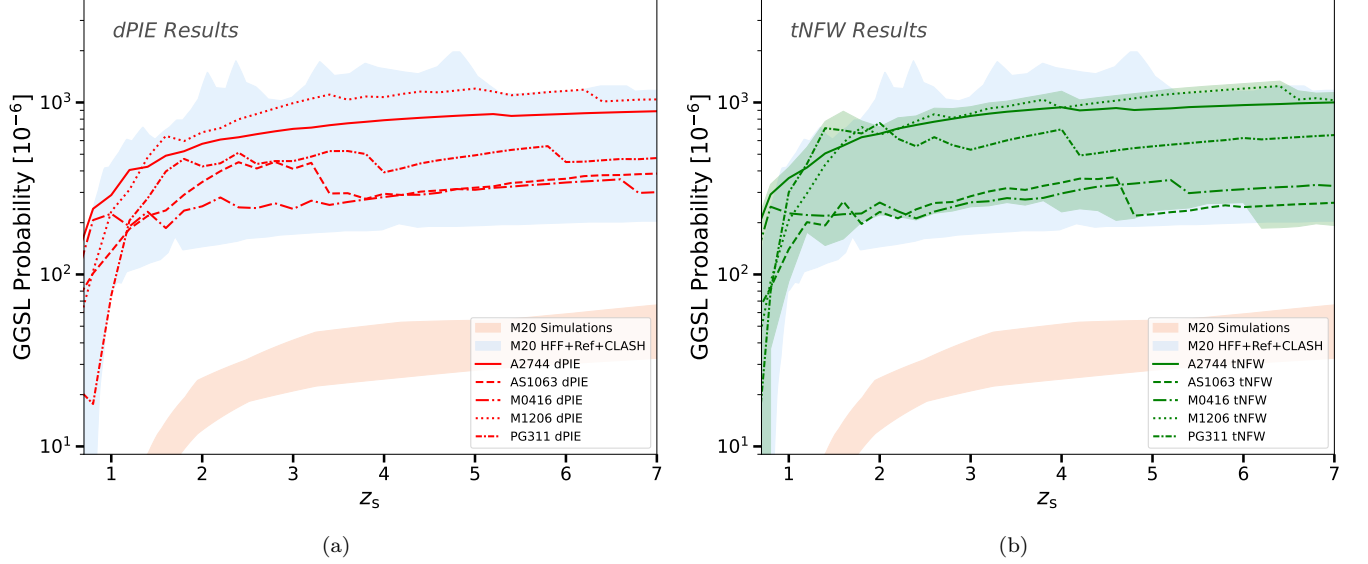 dPIE Results
GGSL Probability [10⁻⁶]
10³
10²
10¹
M20 Simulations
M20 HFF+Ref+CLASH
A2744 dPIE
AS1063 dPIE
M0416 dPIE
M1206 dPIE
PG311 dPIE
1 2 3 4 5 6 7
z_S
(a)
tNFW Results
GGSL Probability [10⁻⁶]
10³
10²
10¹
M20 Simulations
M20 HFF+Ref+CLASH
A2744 tNFW
AS1063 tNFW
M0416 tNFW
M1206 tNFW
PG311 tNFW
1 2 3 4 5 6 7
z_S
(b)